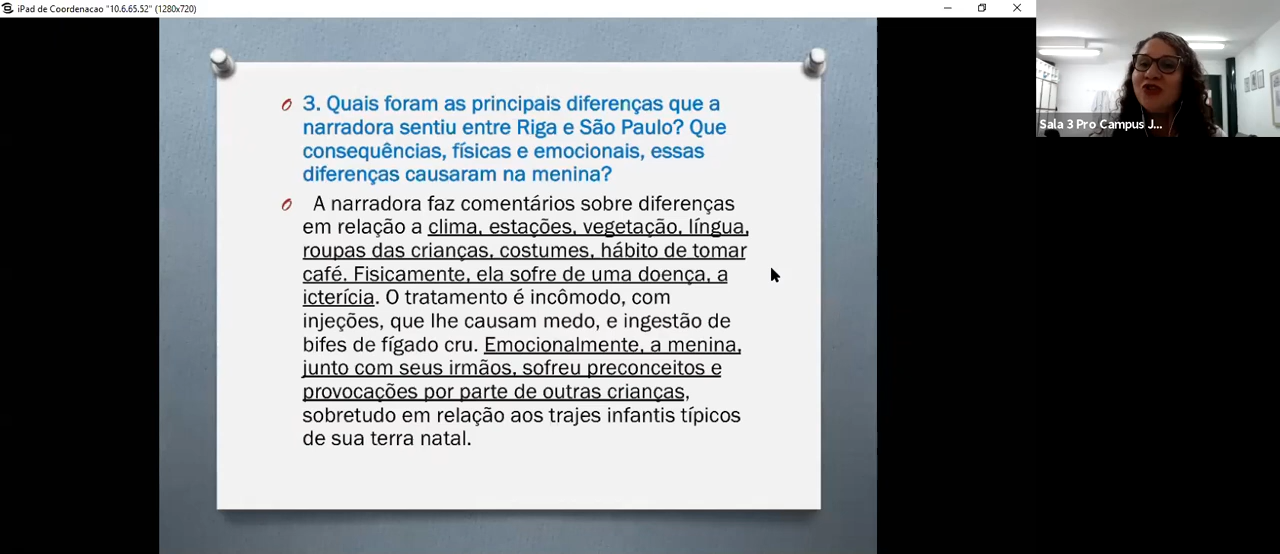 iPad de Coordenacao "10.6.65.52" (1280x720)
3. Quais foram as principais diferenças que a
narradora sentiu entre Riga e São Paulo? Que
consequências, físicas e emocionais, essas
diferenças causaram na menina?
A narradora faz comentários sobre diferenças
em relação a clima, estações, vegetação, língua,
roupas das crianças, costumes, hábito de tomar
café. Fisicamente, ela sofre de uma doença, a
icterícia. O tratamento é incômodo, com
injeções, que lhe causam medo, e ingestão de
bifes de fígado cru. Emocionalmente, a menina,
junto com seus irmãos, sofreu preconceitos e
provocações por parte de outras crianças,
sobretudo em relação aos trajes infantis típicos
de sua terra natal.
Sala 3 Pro Campus J...